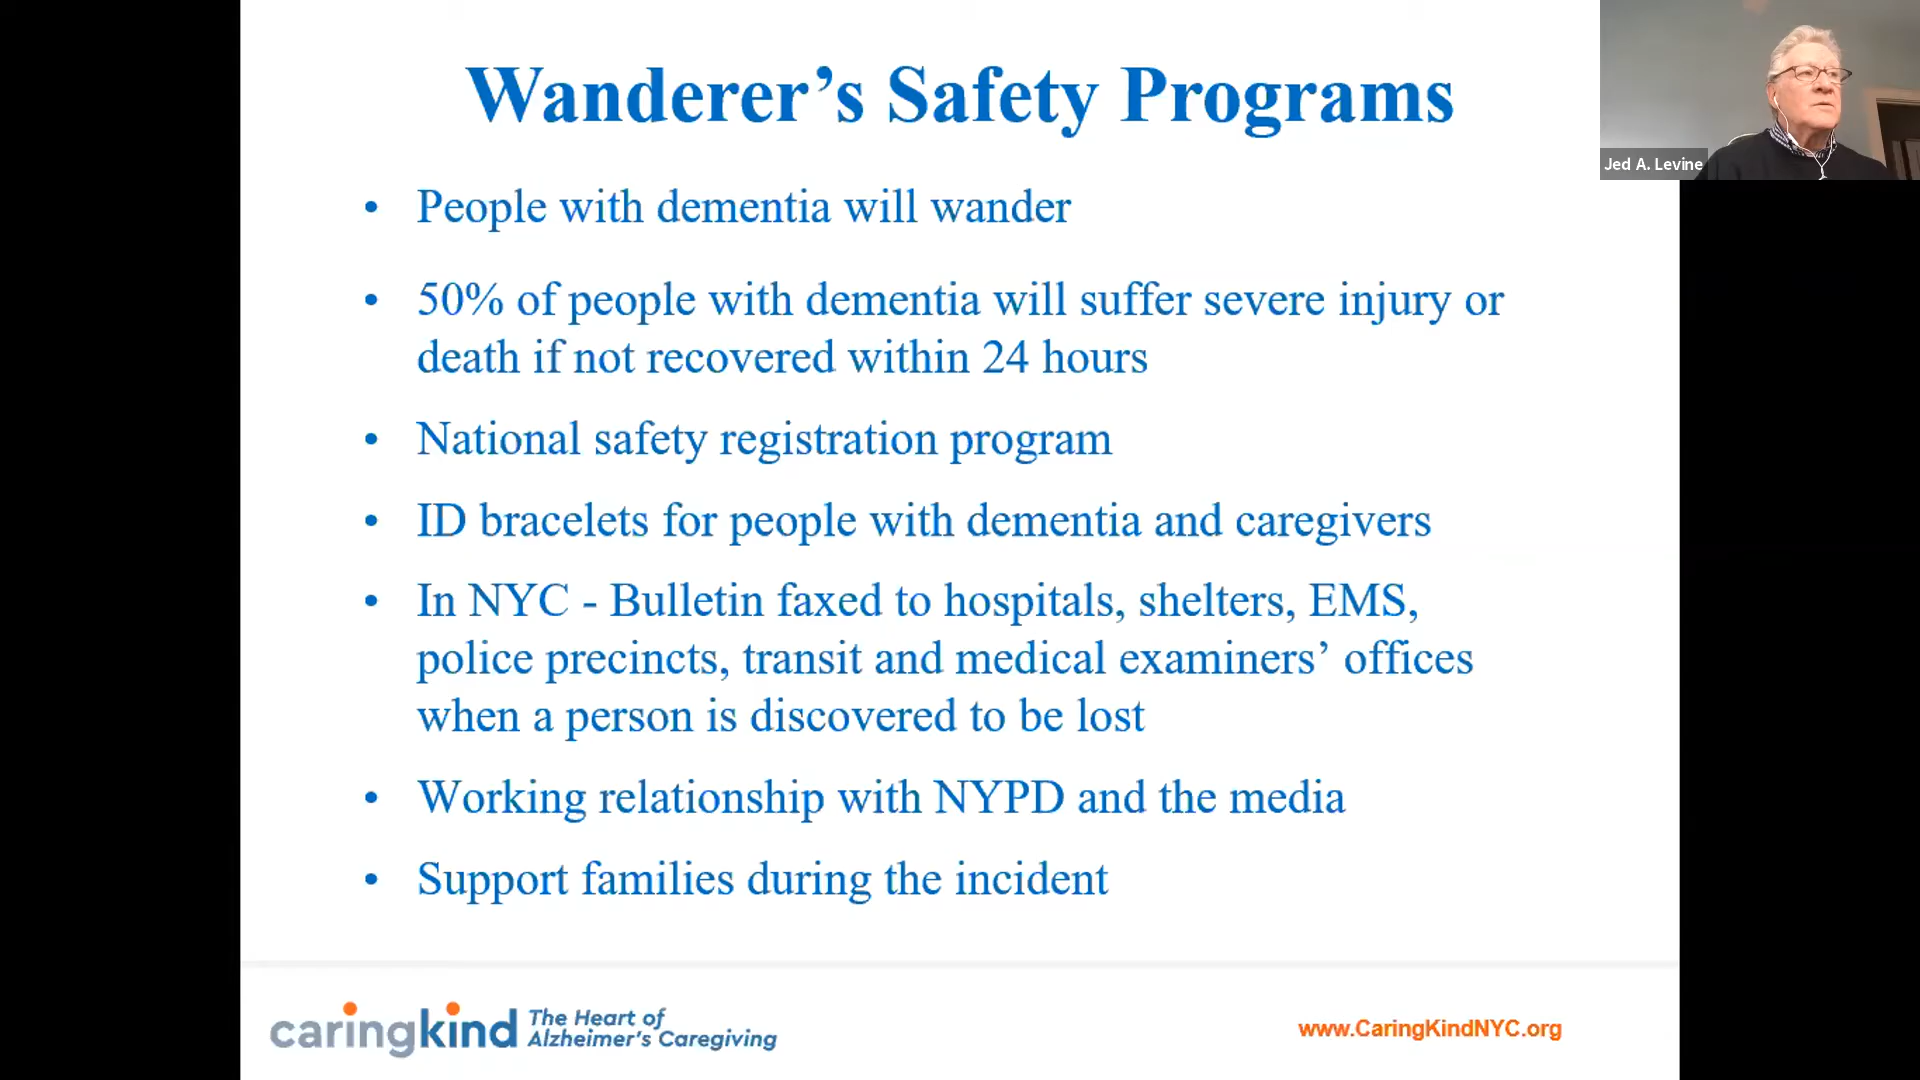 Wanderer’s Safety Programs
• People with dementia will wander
• 50% of people with dementia will suffer severe injury or
death if not recovered within 24 hours
• National safety registration program
• ID bracelets for people with dementia and caregivers
• In NYC - Bulletin faxed to hospitals, shelters, EMS,
police precincts, transit and medical examiners’ offices
when a person is discovered to be lost
• Working relationship with NYPD and the media
• Support families during the incident
caringkind The Heart of
Alzheimer's Caregiving
www.CaringKindNYC.org
Jed A. Levine